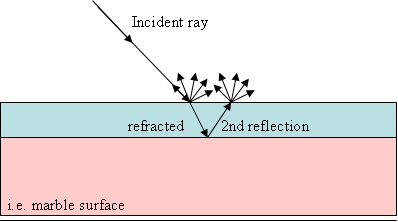 Incident ray
refracted
2nd reflection
i.e. marble surface